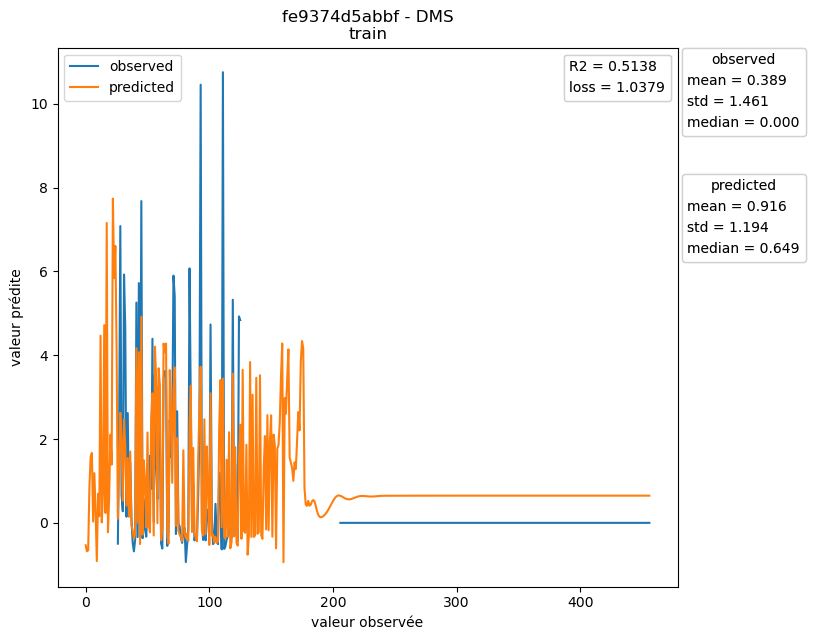 fe9374d5abbf - DMS
train
observed
predicted
R2 = 0.5138
loss = 1.0379
observed
mean = 0.389
std = 1.461
median = 0.000
predicted
mean = 0.916
std = 1.194
median = 0.649
10
8
6
4
2
0
valeur prédite
0
100
200
300
400
valeur observée